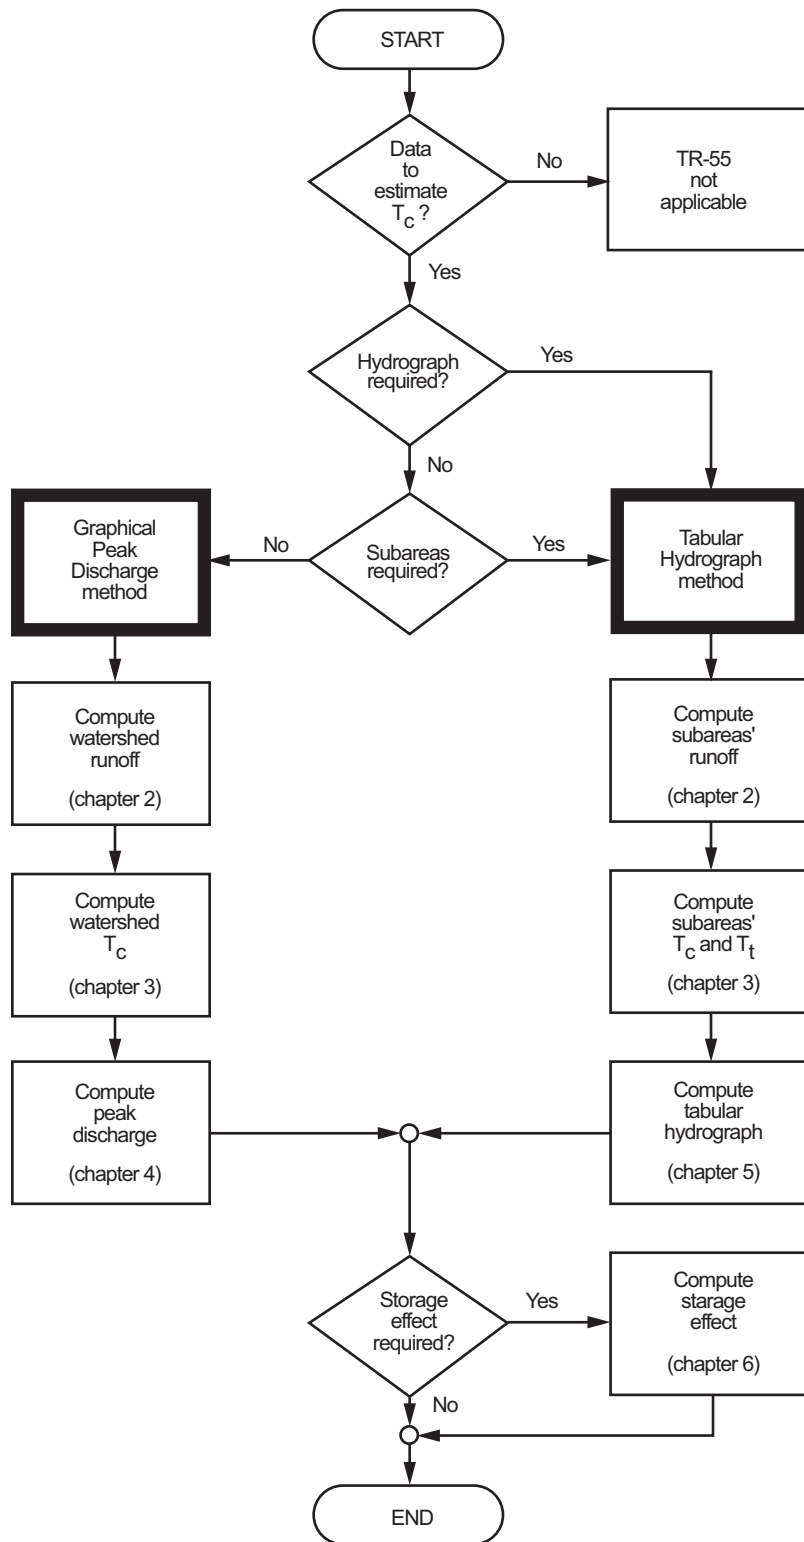 START
Data
to
estimate
Tc ?
No
TR-55
not
applicable
Yes
Hydrograph
required?
Yes
No
Graphical
Peak
Discharge
method
No
Subareas
required?
Yes
Tabular
Hydrograph
method
Compute
watershed
runoff
(chapter 2)
Compute
subareas'
runoff
(chapter 2)
Compute
watershed
Tc
(chapter 3)
Compute
subareas'
Tc and Tt
(chapter 3)
Compute
peak
discharge
(chapter 4)
Compute
tabular
hydrograph
(chapter 5)
Storage
effect
required?
Yes
Compute
starage
effect
(chapter 6)
No
END